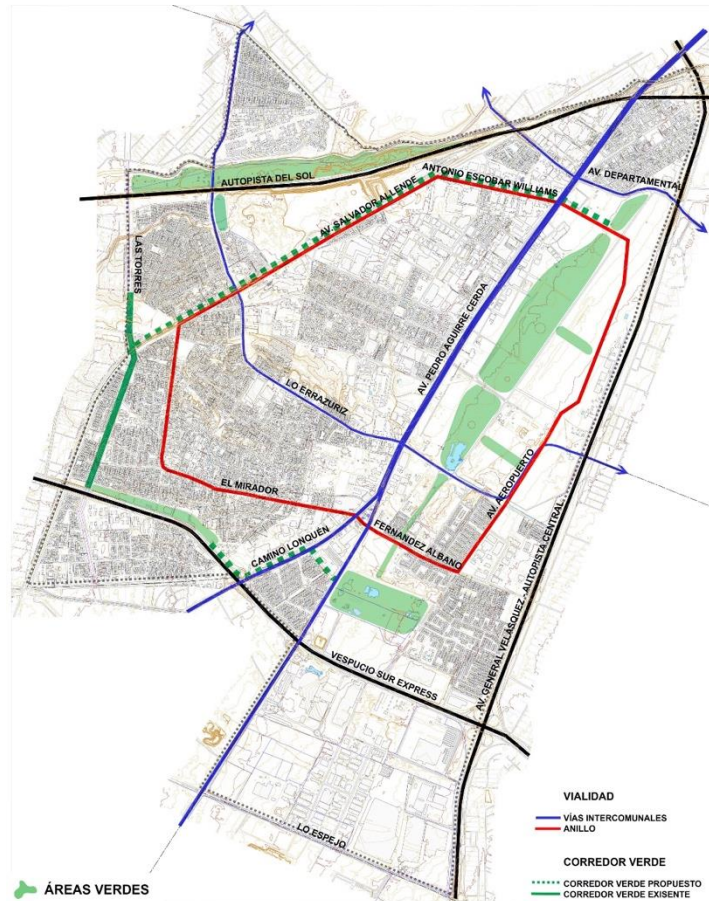 AV. DEPARTAMENTAL
ANTONIO ESCOBAR WILLIAMS
AUTOPISTA DEL SOL
AV. SALVADOR ALLENDE
LAS TORRES
AV. PEDRO AGUIRRE CERDA
LO ERRAZURIZ
EL MIRADOR
AV. AEROPUERTO
FERNANDEZ ALBANO
CAMINO LONQUÉN
AV. GENERAL VELÁSQUEZ - AUTOPISTA CENTRAL
VESPUCIO SUR EXPRESS
LO ESPEJO
VIALIDAD
VÍAS INTERCOMUNALES
ANILLO
CORREDOR VERDE
CORREDOR VERDE PROPUESTO
CORREDOR VERDE EXISENTE
ÁREAS VERDES